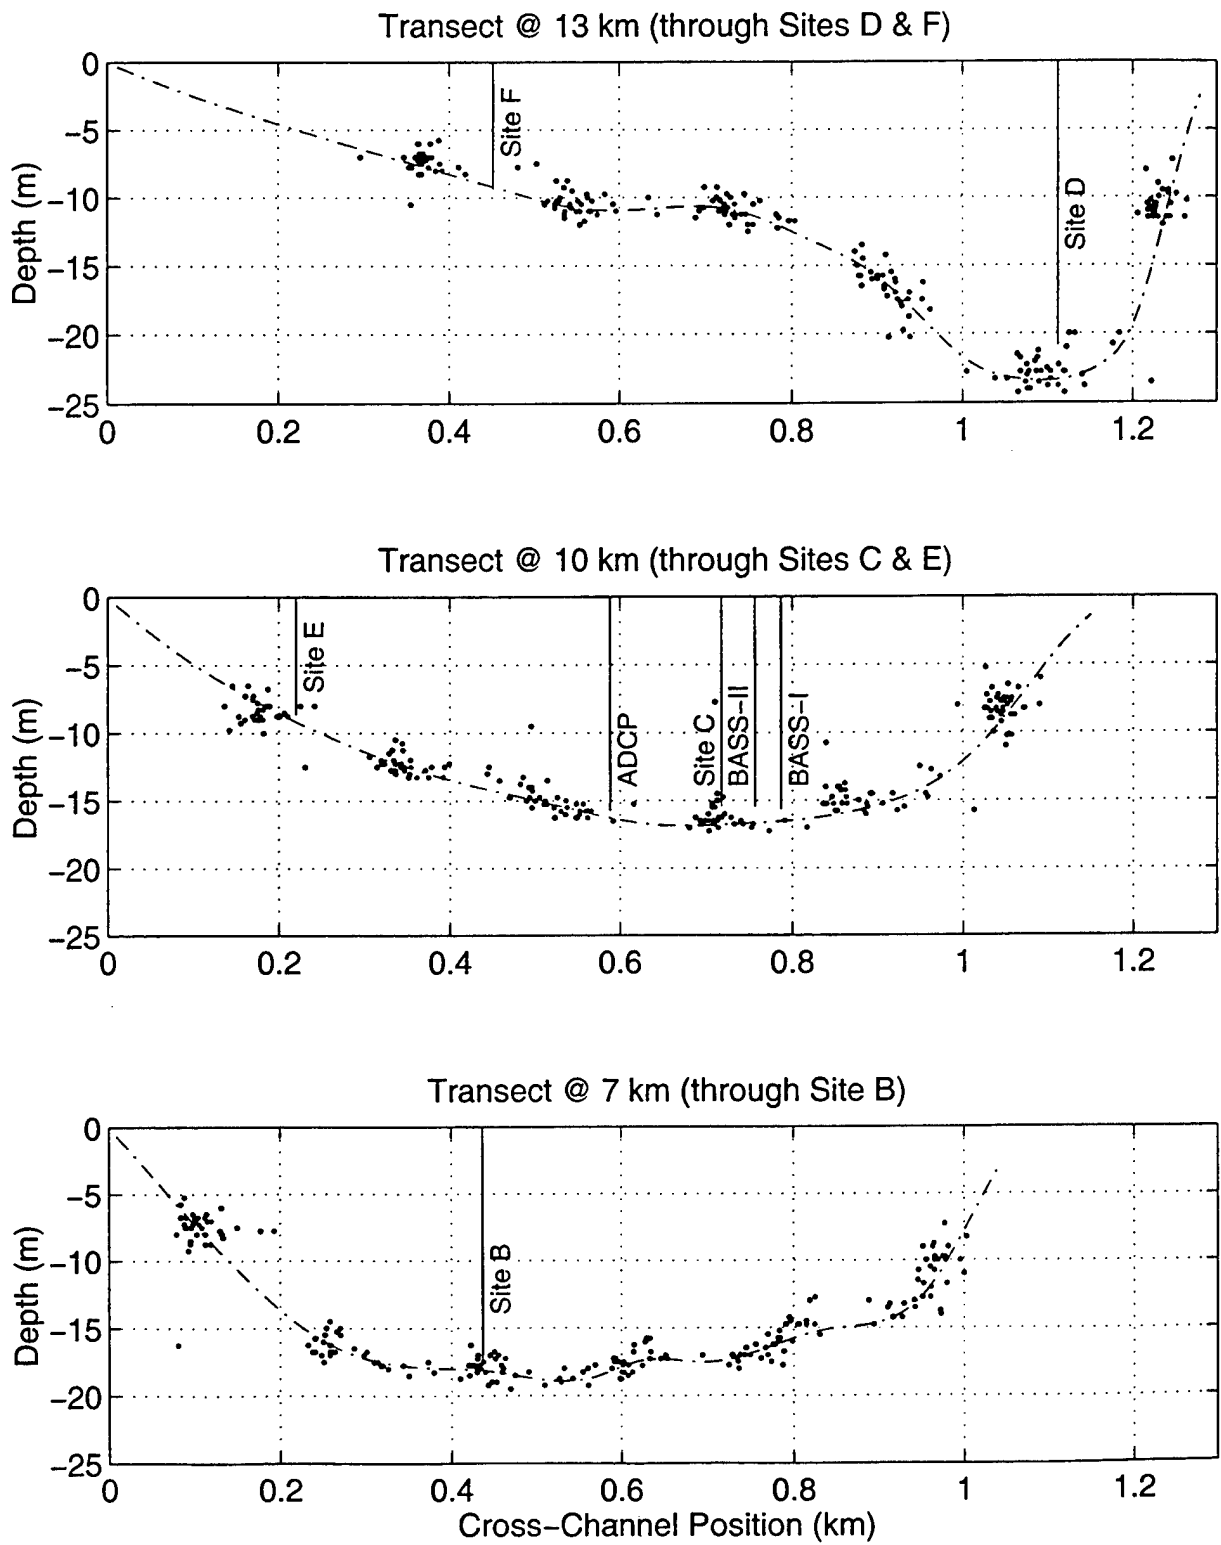 Transect @ 13 km (through Sites D & F)
0
−5
−10
−15
−20
−25
Depth (m)
Site F
Site D
0 0.2 0.4 0.6 0.8 1 1.2
Transect @ 10 km (through Sites C & E)
0
−5
−10
−15
−20
−25
Depth (m)
Site E
ADCP
Site C
BASS−II
BASS−I
0 0.2 0.4 0.6 0.8 1 1.2
Transect @ 7 km (through Site B)
0
−5
−10
−15
−20
−25
Depth (m)
Site B
0 0.2 0.4 0.6 0.8 1 1.2
Cross−Channel Position (km)